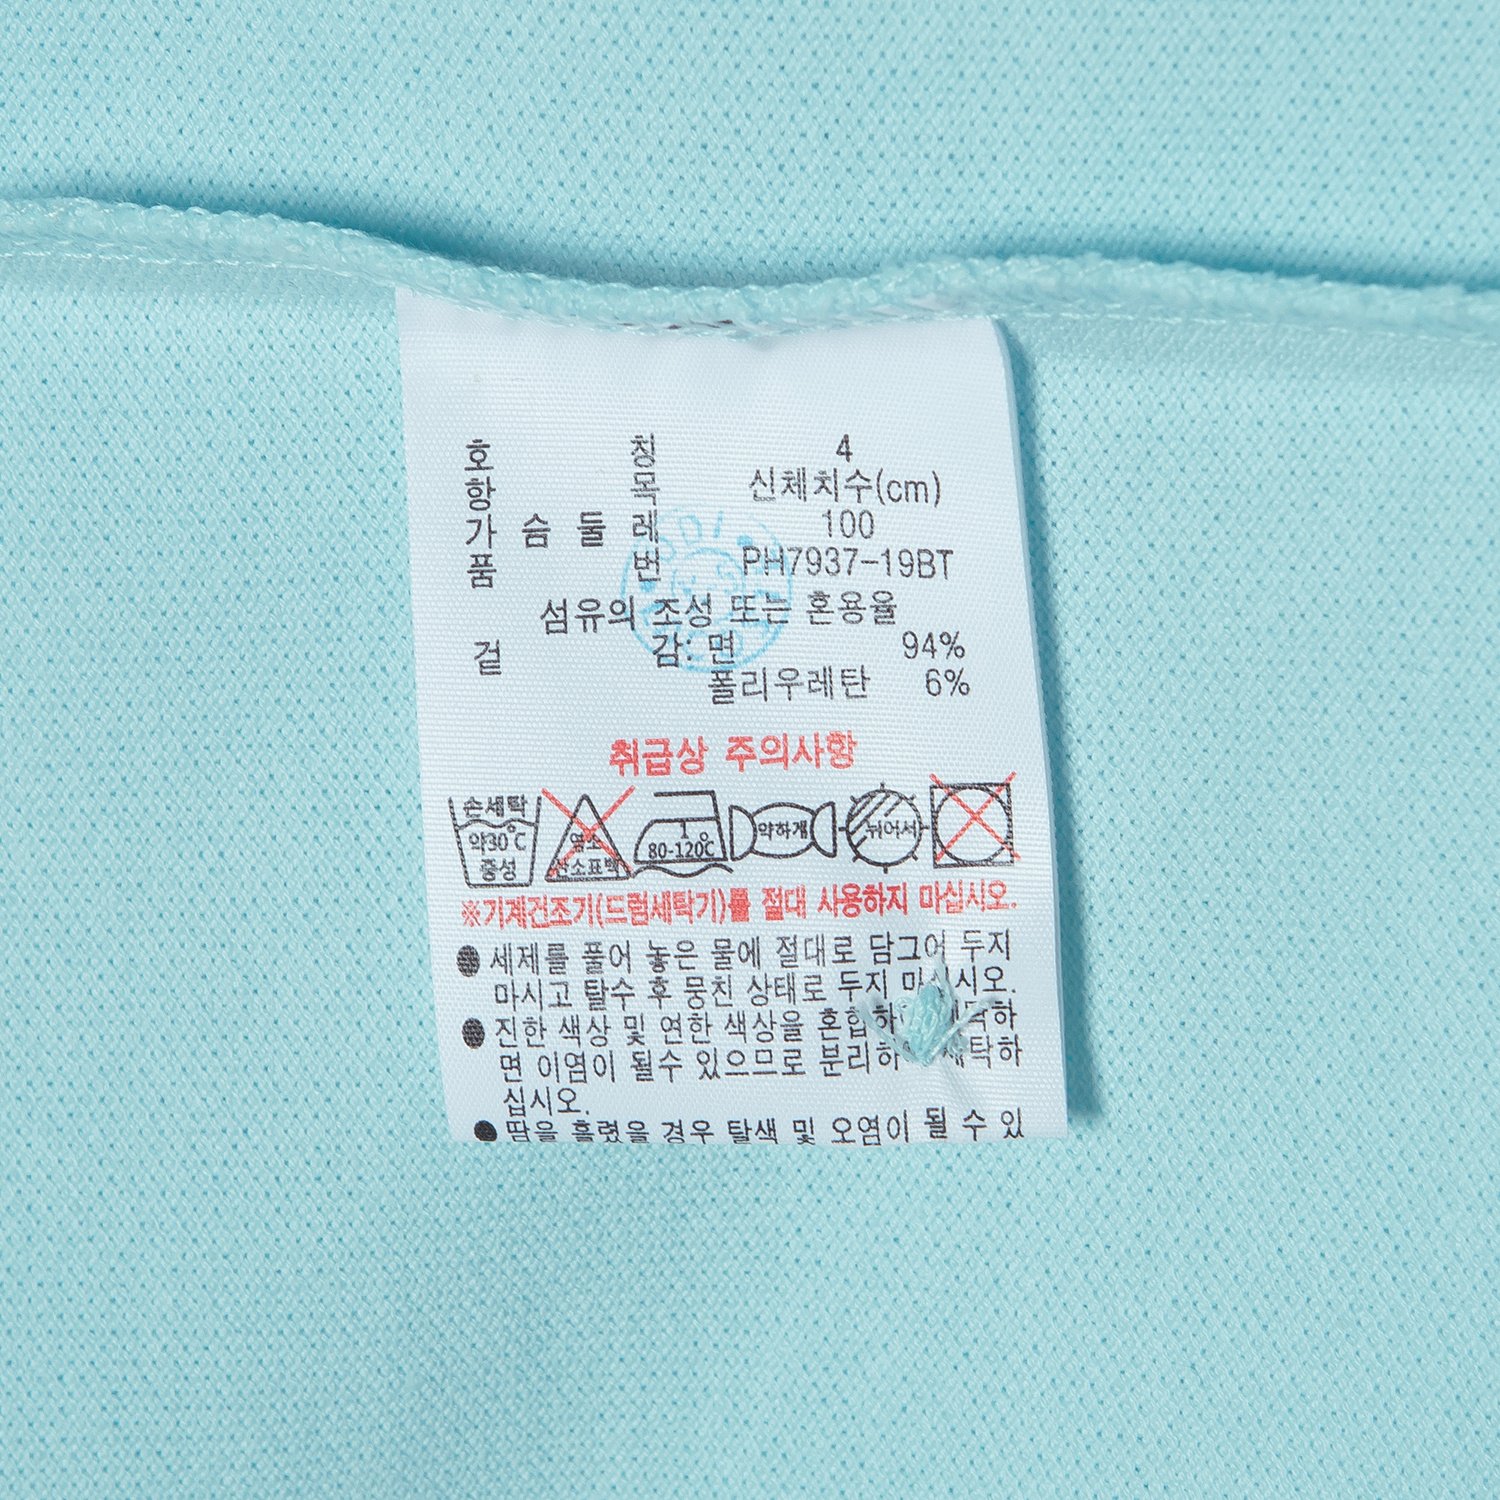 호 칭 4
항 목 신체치수(cm)
가 슴 둘 레 100
품 번 PH7937-19BT
섬유의 조성 또는 혼용율
겉 감: 면 94%
폴리우레탄 6%
취급상 주의사항
손세탁
약30℃
중성
염소
산소표백
1
80-120℃
약하게
뉘어서
※기계건조기(드럼세탁기)를 절대 사용하지 마십시오.
● 세제를 풀어 놓은 물에 절대로 담그어 두지
마시고 탈수 후 뭉친 상태로 두지 마십시오.
● 진한 색상 및 연한 색상을 혼합하
면 이염이 될수 있으므로 분리하 세탁하
십시오.
● 땀을 흘렸을 경우 탈색 및 오염이 될 수 있